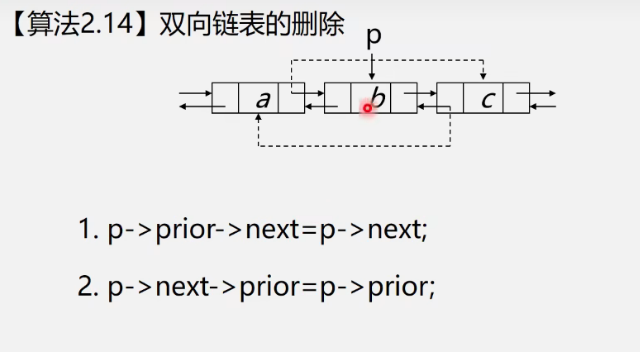 【算法2.14】双向链表的删除
p
a b c
1. p->prior->next=p->next;
2. p->next->prior=p->prior;